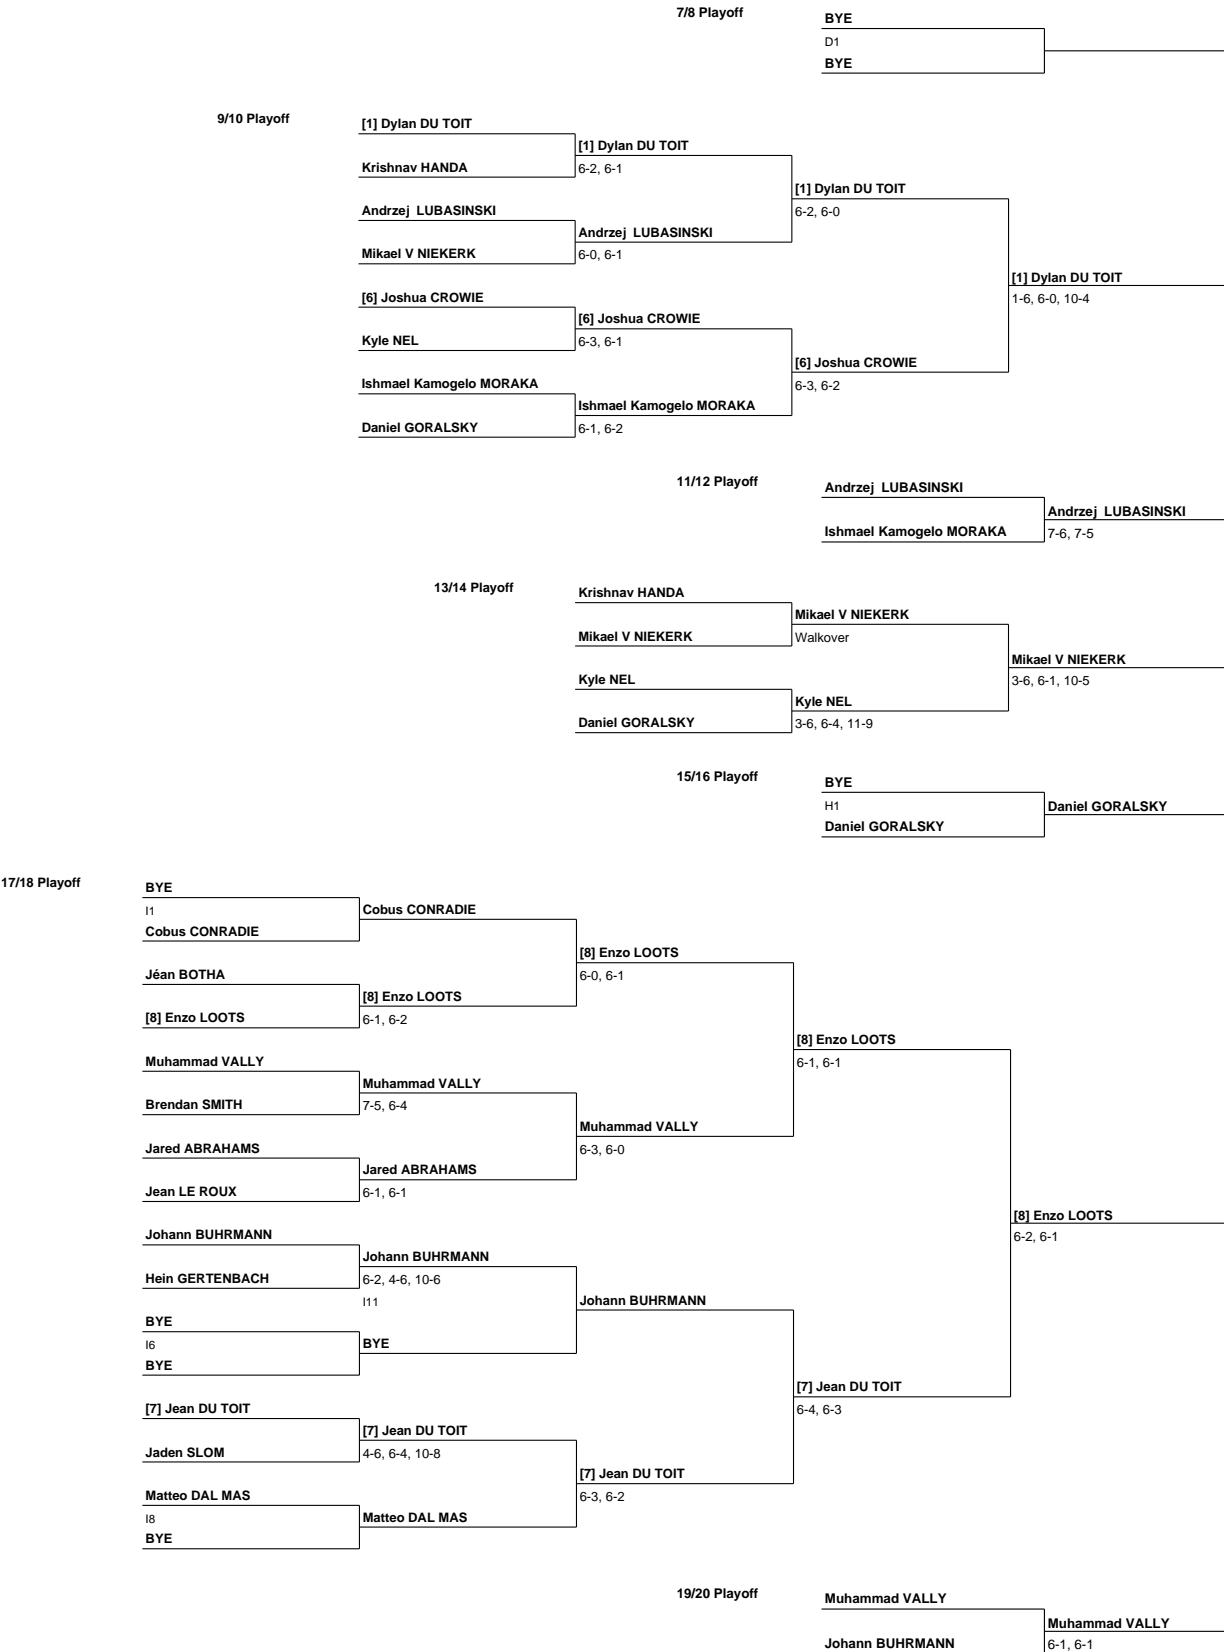 7/8 Playoff
BYE
D1
BYE
9/10 Playoff
[1] Dylan DU TOIT
[1] Dylan DU TOIT
Krishnav HANDA
6-2, 6-1
[1] Dylan DU TOIT
Andrzej  LUBASINSKI
6-2, 6-0
Andrzej  LUBASINSKI
Mikael V NIEKERK
6-0, 6-1
[1] Dylan DU TOIT
[6] Joshua CROWIE
1-6, 6-0, 10-4
[6] Joshua CROWIE
Kyle NEL
6-3, 6-1
[6] Joshua CROWIE
Ishmael Kamogelo MORAKA
6-3, 6-2
Ishmael Kamogelo MORAKA
Daniel GORALSKY
6-1, 6-2
11/12 Playoff
Andrzej  LUBASINSKI
Andrzej  LUBASINSKI
Ishmael Kamogelo MORAKA
7-6, 7-5
13/14 Playoff
Krishnav HANDA
Mikael V NIEKERK
Mikael V NIEKERK
Walkover
Mikael V NIEKERK
Kyle NEL
3-6, 6-1, 10-5
Kyle NEL
Daniel GORALSKY
3-6, 6-4, 11-9
15/16 Playoff
BYE
H1
Daniel GORALSKY
Daniel GORALSKY
17/18 Playoff
BYE
I1
Cobus CONRADIE
Cobus CONRADIE
[8] Enzo LOOTS
Jéan BOTHA
6-0, 6-1
[8] Enzo LOOTS
[8] Enzo LOOTS
6-1, 6-2
[8] Enzo LOOTS
Muhammad VALLY
6-1, 6-1
Muhammad VALLY
Brendan SMITH
7-5, 6-4
Muhammad VALLY
Jared ABRAHAMS
6-3, 6-0
Jared ABRAHAMS
Jean LE ROUX
6-1, 6-1
[8] Enzo LOOTS
Johann BUHRMANN
6-2, 6-1
Johann BUHRMANN
Hein GERTENBACH
6-2, 4-6, 10-6
I11
Johann BUHRMANN
BYE
I6
BYE
BYE
[7] Jean DU TOIT
[7] Jean DU TOIT
6-4, 6-3
[7] Jean DU TOIT
Jaden SLOM
4-6, 6-4, 10-8
[7] Jean DU TOIT
Matteo DAL MAS
6-3, 6-2
I8
Matteo DAL MAS
BYE
19/20 Playoff
Muhammad VALLY
Muhammad VALLY
Johann BUHRMANN
6-1, 6-1